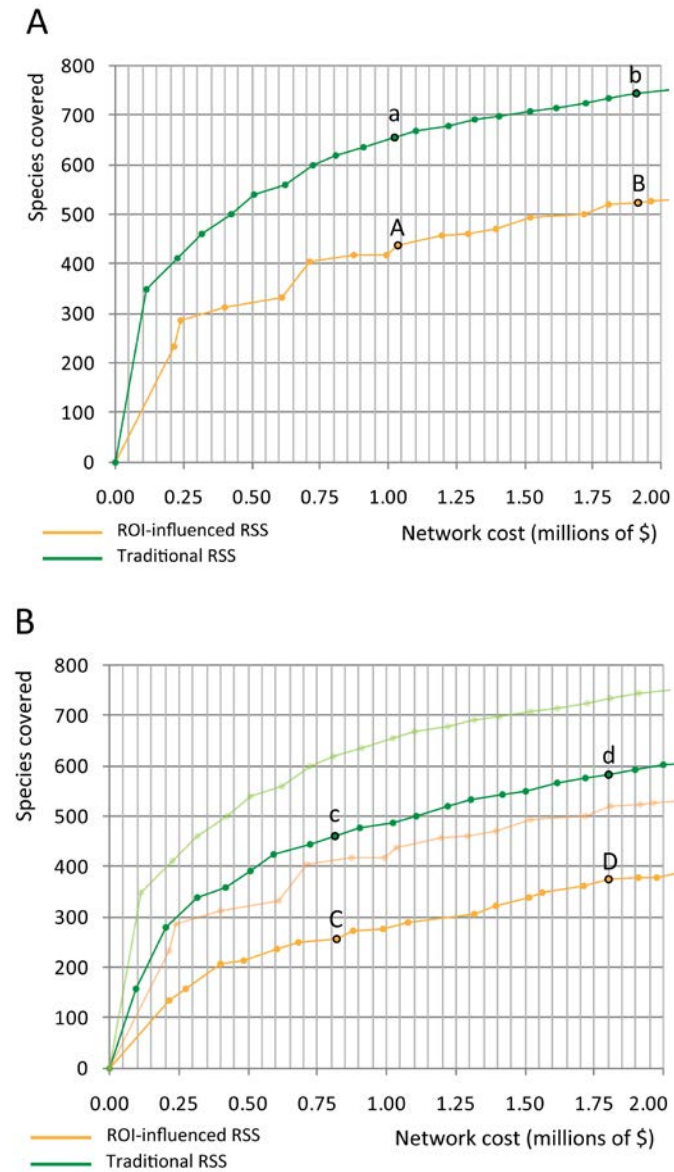 A
Species covered
800
700
600
500
400
300
200
100
0
a
b
A
B
0.00 0.25 0.50 0.75 1.00 1.25 1.50 1.75 2.00
Network cost (millions of $)
ROI-influenced RSS
Traditional RSS
B
Species covered
800
700
600
500
400
300
200
100
0
c
d
C
D
0.00 0.25 0.50 0.75 1.00 1.25 1.50 1.75 2.00
Network cost (millions of $)
ROI-influenced RSS
Traditional RSS